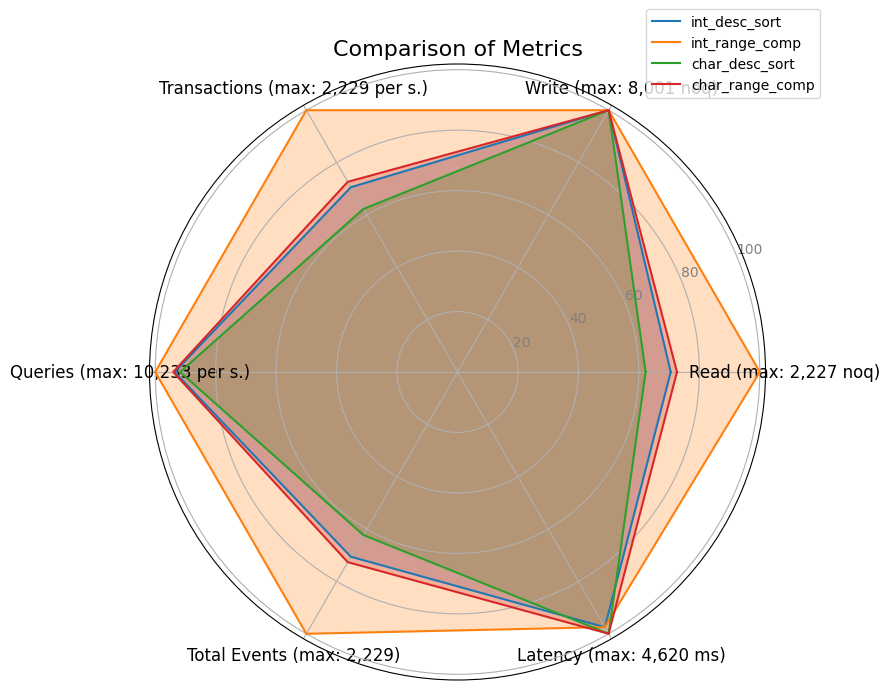 int_desc_sort
int_range_comp
char_desc_sort
char_range_comp
Comparison of Metrics
Transactions (max: 2,229 per s.)
Write (max: 8,001 noq)
100
80
60
40
20
Queries (max: 10,233 per s.)
Read (max: 2,227 noq)
Total Events (max: 2,229)
Latency (max: 4,620 ms)